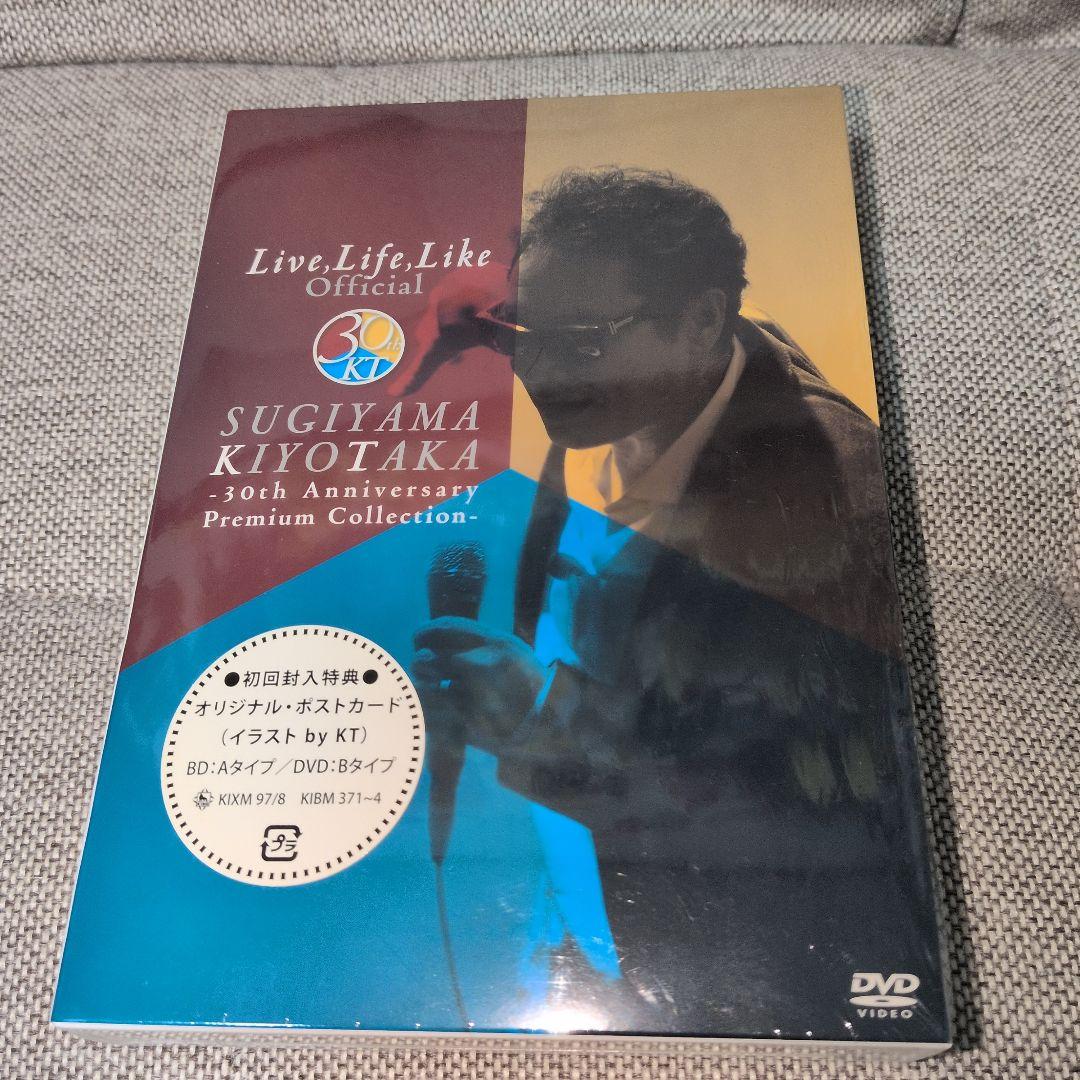 Live,Life,Like
Official
30th
KT
SUGIYAMA
KIYOTAKA
-30th Anniversary
Premium Collection-
●初回封入特典●
オリジナル・ポストカード
(イラスト by KT)
BD:Aタイプ/DVD:Bタイプ
KIXM 97/8 KIBM 371~4
プラ
DVD
VIDEO